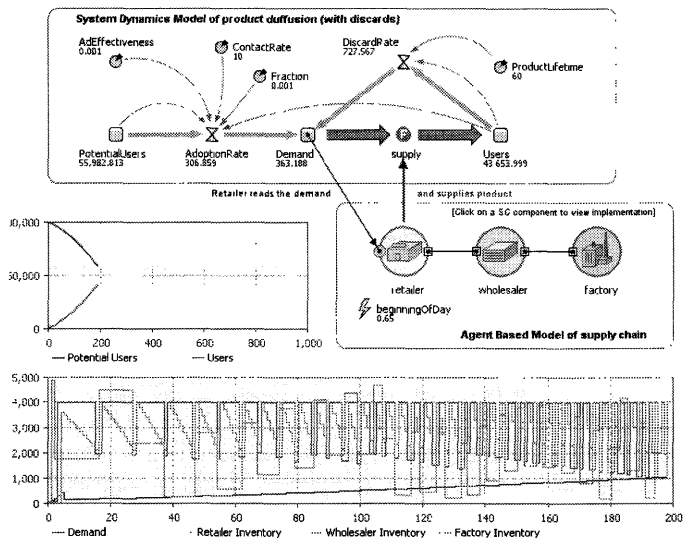 System Dynamics Model of product duffusion (with discards)
AdEffectiveness
0.001
ContactRate
10
Fraction
0.001
DiscardRate
727.567
ProductLifetime
60
PotentialUsers
55,982.813
AdoptionRate
306.859
Demand
363.188
supply
Users
43 653.999
Retailer reads the demand
and supplies product
[Click on a SC component to view implementation]
retailer
wholesaler
factory
beginningOfDay
0.65
Agent Based Model of supply chain
00,000
50,000
0
0 200 400 600 800 1,000
Potential Users Users
5,000
4,000
3,000
2,000
1,000
0
0 20 40 60 80 100 120 140 160 180 200
Demand Retailer Inventory Wholesaler Inventory Factory Inventory